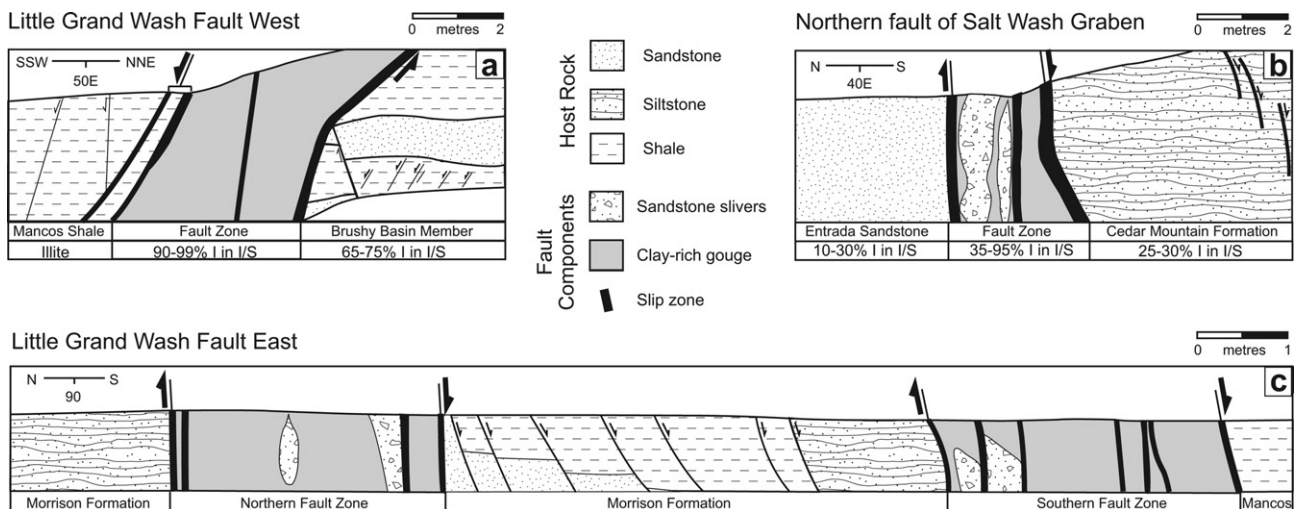 Little Grand Wash Fault West
0 metres 2
SSW NNE
50E
a
Mancos Shale Fault Zone Brushy Basin Member
Illite 90-99% I in I/S 65-75% I in I/S
Host Rock
Sandstone
Siltstone
Shale
Fault Components
Sandstone slivers
Clay-rich gouge
Slip zone
Northern fault of Salt Wash Graben
0 metres 2
N S
40E
b
Entrada Sandstone Fault Zone Cedar Mountain Formation
10-30% I in I/S 35-95% I in I/S 25-30% I in I/S
Little Grand Wash Fault East
0 metres 1
N S
90
c
Morrison Formation Northern Fault Zone Morrison Formation Southern Fault Zone Mancos